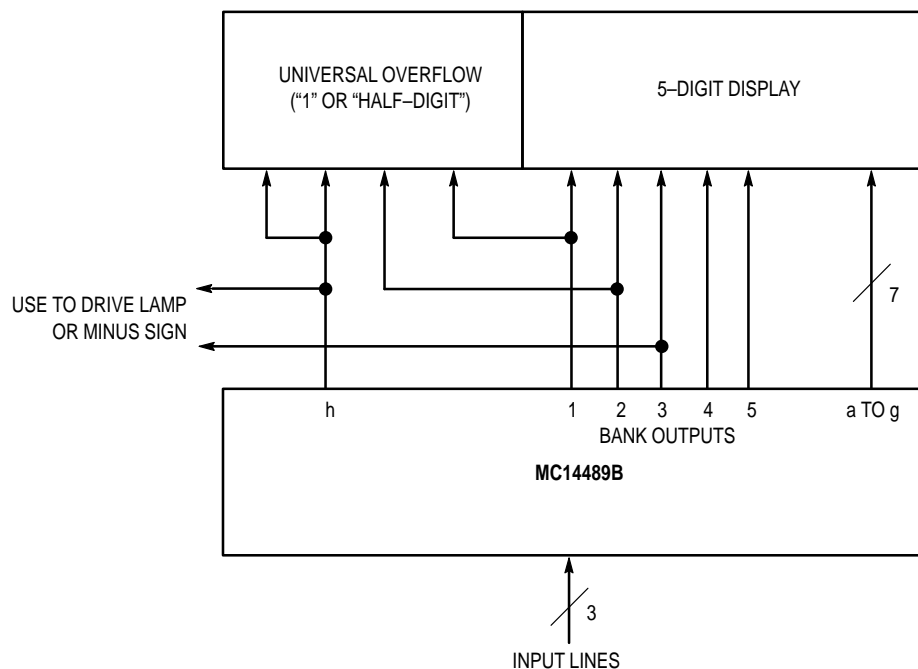 UNIVERSAL OVERFLOW
(“1” OR “HALF–DIGIT”)
5–DIGIT DISPLAY
USE TO DRIVE LAMP
OR MINUS SIGN
7
h
1
2
3
4
5
a TO g
BANK OUTPUTS
MC14489B
3
INPUT LINES